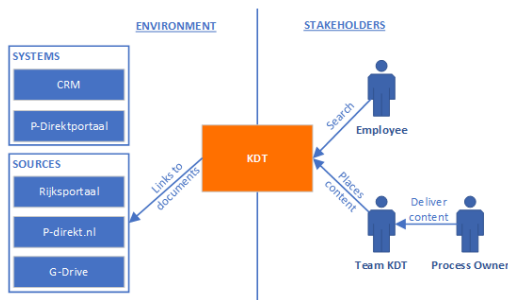 ENVIRONMENT
STAKEHOLDERS
SYSTEMS
CRM
P-Direktportaal
SOURCES
Rijksportaal
P-direkt.nl
G-Drive
Links to
documents
KDT
Search
Employee
Places
content
Team KDT
Deliver
content
Process Owner